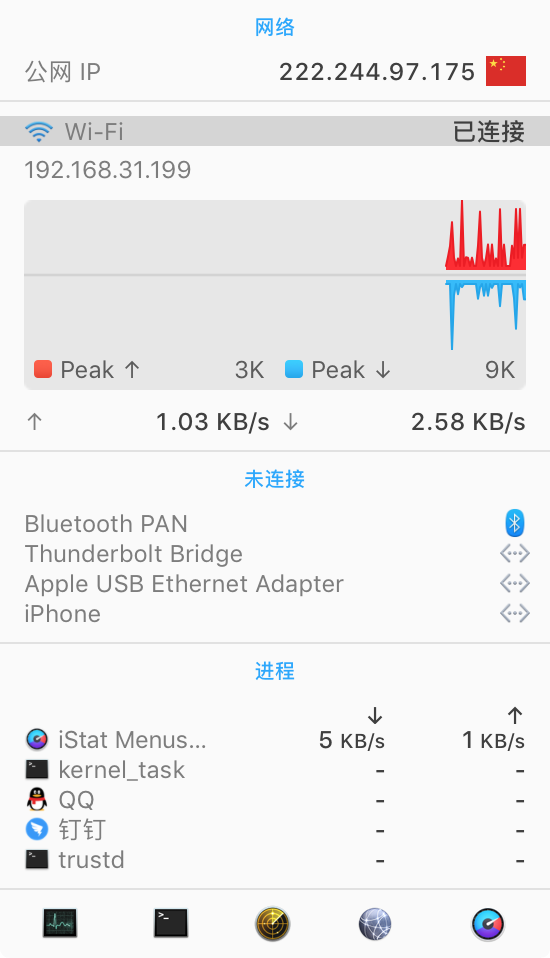 网络
公网 IP 222.244.97.175
Wi-Fi 已连接
192.168.31.199
Peak ↑ 3K Peak ↓ 9K
↑ 1.03 KB/s ↓ 2.58 KB/s
未连接
Bluetooth PAN
Thunderbolt Bridge
Apple USB Ethernet Adapter
iPhone
进程
↓ ↑
iStat Menus... 5 KB/s 1 KB/s
kernel_task - -
QQ - -
钉钉 - -
trustd - -